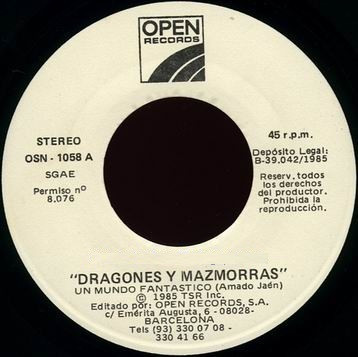 OPEN
RECORDS
STEREO
OSN - 1058 A
SGAE
Permiso nº
8.076
45 r.p.m.
Depósito Legal:
B-39.042/1985
Reserv. todos
los derechos
del productor.
Prohibida la
reproducción.
"DRAGONES Y MAZMORRAS"
UN MUNDO FANTASTICO (Amado Jaén)
© 1985 TSR Inc.
Editado por: OPEN RECORDS, S.A.
c/ Emérita Augusta, 6 -08028-
BARCELONA
Tels (93) 330 07 08 -
330 41 66